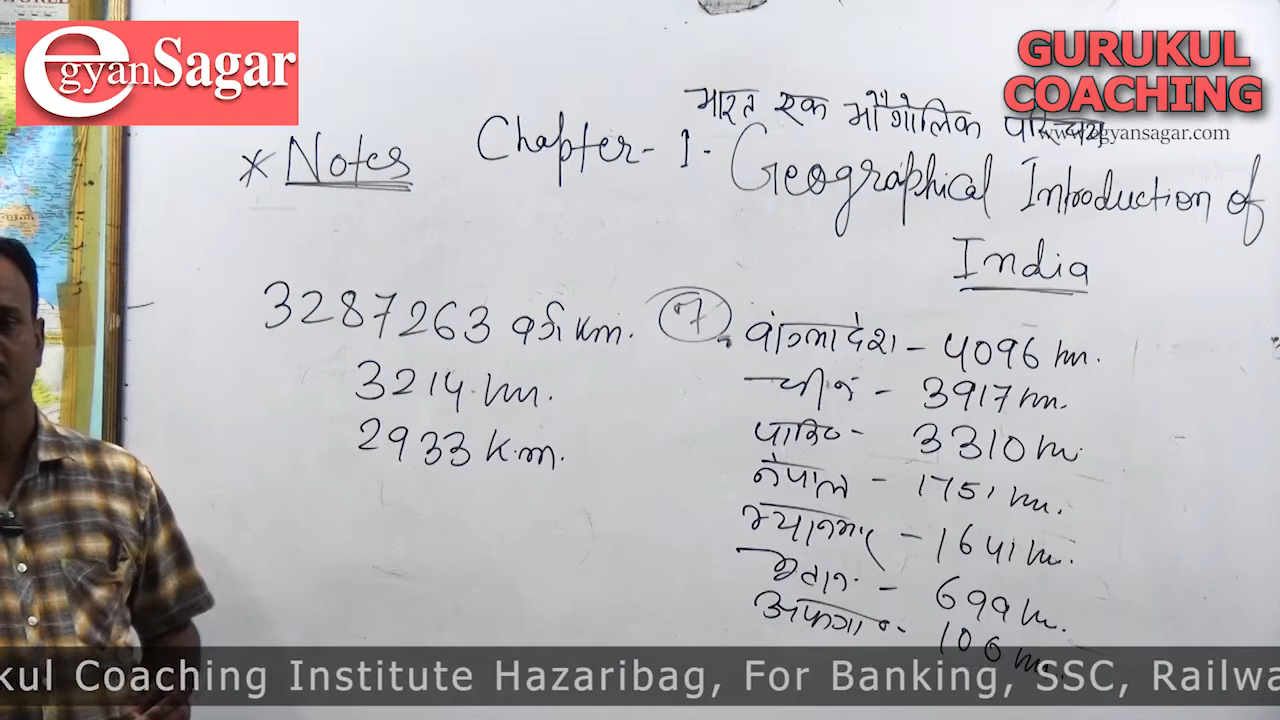 egyanSagar
GURUKUL
COACHING
www.egyansagar.com
भारत एक भौगोलिक परिचय
* Notes
Chapter - 1 - Geographical Introduction of
India
3287263 वर्ग Km.
3214 km.
2933 K.m.
7
बांग्लादेश - 4096 km.
चीन - 3917 km.
पाकि० - 3310 km
नेपाल - 1751 km.
म्यानमार - 1641 km.
भूटान - 699 km.
अफगा० - 106 km.
kul Coaching Institute Hazaribag, For Banking, SSC, Railwa